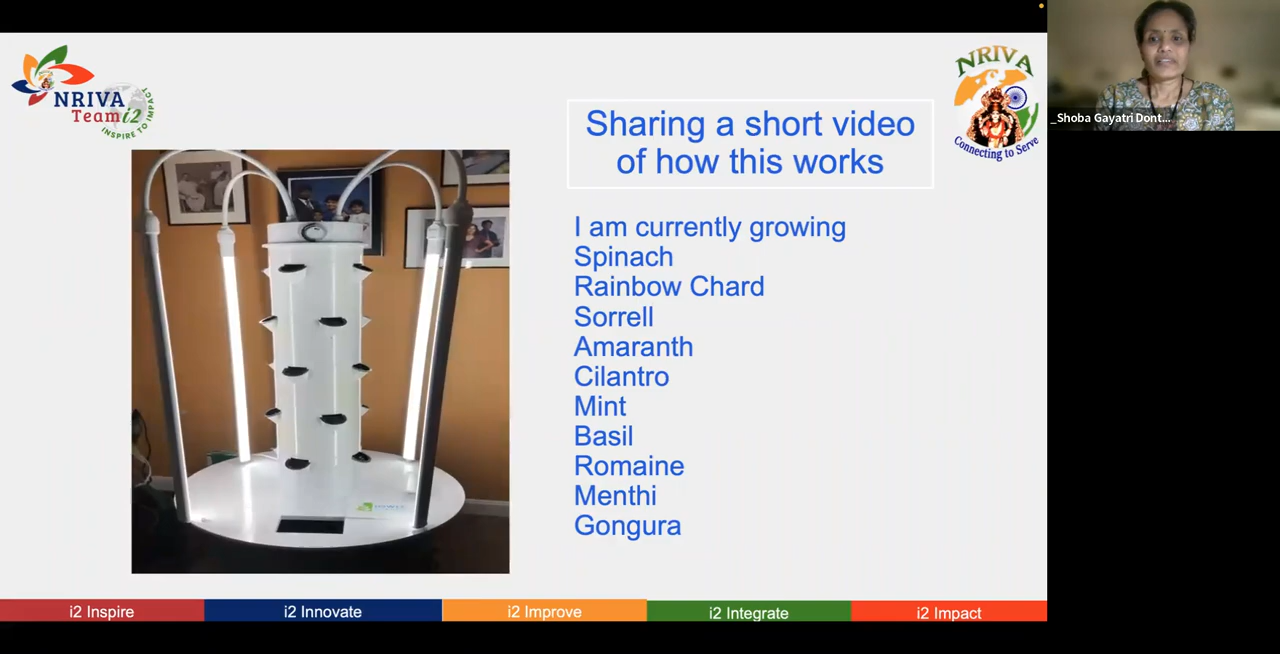 NRIVA
Team i2
INSPIRE TO IMPACT
Sharing a short video
of how this works
NRIVA
Connecting to Serve
_Shoba Gayatri Dont...
I am currently growing
Spinach
Rainbow Chard
Sorrell
Amaranth
Cilantro
Mint
Basil
Romaine
Menthi
Gongura
i2 Inspire
i2 Innovate
i2 Improve
i2 Integrate
i2 Impact